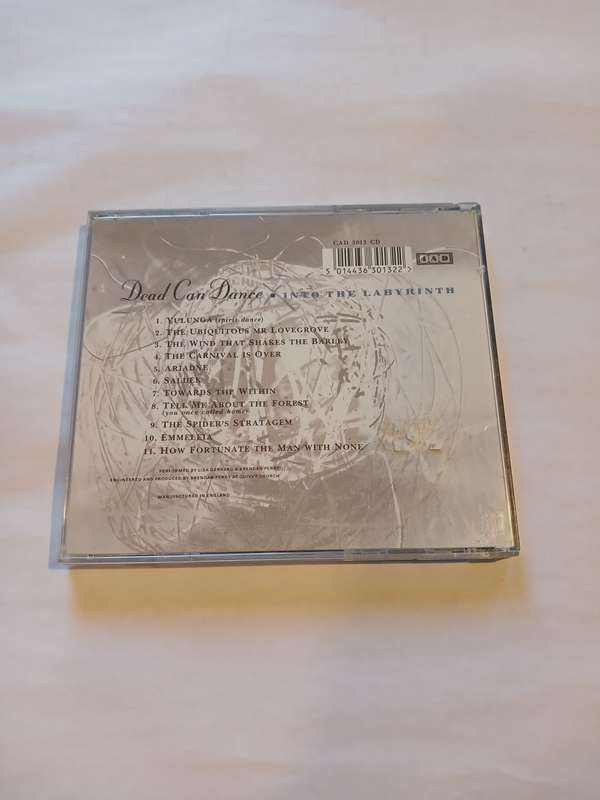 CAD 3013 CD
5 014436 301322 >
4AD
Dead Can Dance • INTO THE LABYRINTH
1. YULUNGA (spirit dance)
2. THE UBIQUITOUS MR LOVEGROVE
3. THE WIND THAT SHAKES THE BARLEY
4. THE CARNIVAL IS OVER
5. ARIADNE
6. SALDEK
7. TOWARDS THE WITHIN
8. TELL ME ABOUT THE FOREST
(you once called home)
9. THE SPIDER'S STRATAGEM
10. EMMELEIA
11. HOW FORTUNATE THE MAN WITH NONE
PERFORMED BY LISA GERRARD & BRENDAN PERRY
ENGINEERED AND PRODUCED BY BRENDAN PERRY AT QUIVVY CHURCH
MANUFACTURED IN ENGLAND